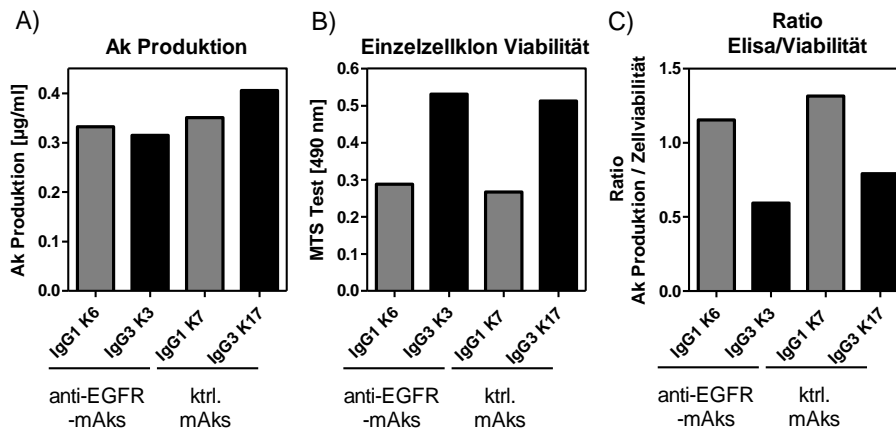 A)
Ak Produktion
Ak Produktion [µg/ml]
0.4
0.3
0.2
0.1
0.0
IgG1 K6
IgG3 K3
IgG1 K7
IgG3 K17
anti-EGFR
-mAks
ktrl.
mAks
B)
Einzelzellklon Viabilität
MTS Test [490 nm]
0.6
0.5
0.4
0.3
0.2
0.1
0.0
IgG1 K6
IgG3 K3
IgG1 K7
IgG3 K17
anti-EGFR
-mAks
ktrl.
mAks
C)
Ratio
Elisa/Viabilität
Ratio
Ak Produktion / Zellviabilität
1.5
1.0
0.5
0.0
IgG1 K6
IgG3 K3
IgG1 K7
IgG3 K17
anti-EGFR
-mAks
ktrl.
mAks